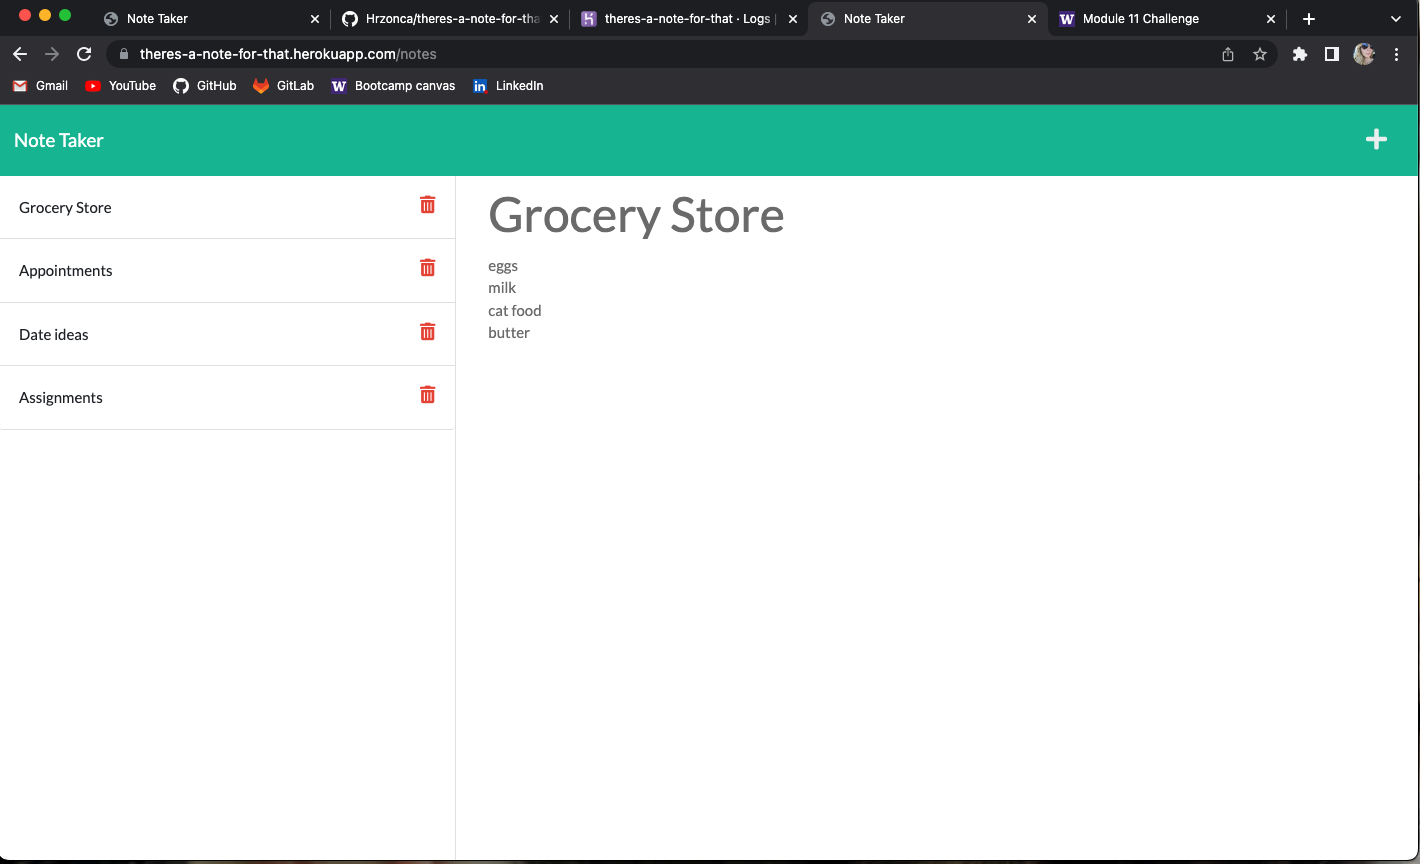 Note Taker
Hrzonca/theres-a-note-for-tha
theres-a-note-for-that · Logs |
Note Taker
W Module 11 Challenge
theres-a-note-for-that.herokuapp.com/notes
Gmail
YouTube
GitHub
GitLab
W Bootcamp canvas
in LinkedIn
Note Taker
Grocery Store
Appointments
Date ideas
Assignments
Grocery Store
eggs
milk
cat food
butter